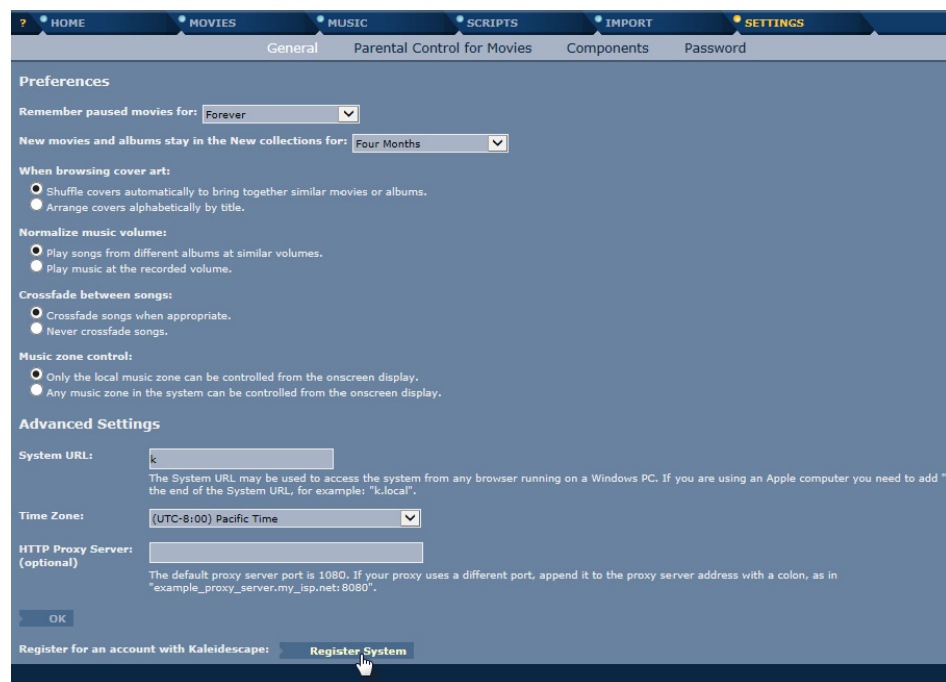 ? HOME MOVIES MUSIC SCRIPTS IMPORT SETTINGS
General Parental Control for Movies Components Password
Preferences
Remember paused movies for: Forever
New movies and albums stay in the New collections for: Four Months
When browsing cover art:
Shuffle covers automatically to bring together similar movies or albums.
Arrange covers alphabetically by title.
Normalize music volume:
Play songs from different albums at similar volumes.
Play music at the recorded volume.
Crossfade between songs:
Crossfade songs when appropriate.
Never crossfade songs.
Music zone control:
Only the local music zone can be controlled from the onscreen display.
Any music zone in the system can be controlled from the onscreen display.
Advanced Settings
System URL: k
The System URL may be used to access the system from any browser running on a Windows PC. If you are using an Apple computer you need to add "
the end of the System URL, for example: "k.local".
Time Zone: (UTC-8:00) Pacific Time
HTTP Proxy Server:
(optional)
The default proxy server port is 1080. If your proxy uses a different port, append it to the proxy server address with a colon, as in
"example_proxy_server.my_isp.net:8080".
OK
Register for an account with Kaleidescape: Register System